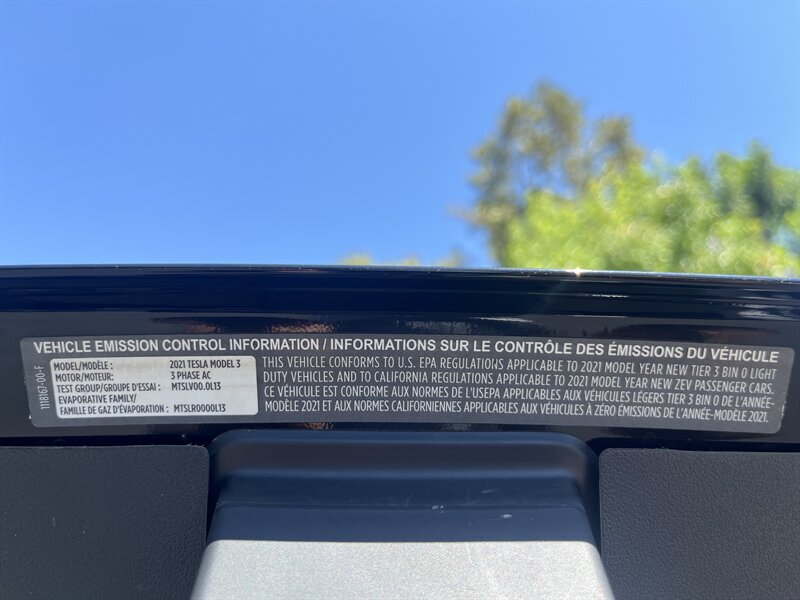 VEHICLE EMISSION CONTROL INFORMATION / INFORMATIONS SUR LE CONTRÔLE DES ÉMISSIONS DU VÉHICULE
1118167-00-F
MODEL/MODÈLE : 2021 TESLA MODEL 3
MOTOR/MOTEUR: 3 PHASE AC
TEST GROUP/GROUPE D'ESSAI : MTSLV00.0L13
EVAPORATIVE FAMILY/
FAMILLE DE GAZ D'ÉVAPORATION : MTSLR0000L13
THIS VEHICLE CONFORMS TO U.S. EPA REGULATIONS APPLICABLE TO 2021 MODEL YEAR NEW TIER 3 BIN 0 LIGHT
DUTY VEHICLES AND TO CALIFORNIA REGULATIONS APPLICABLE TO 2021 MODEL YEAR NEW ZEV PASSENGER CARS.
CE VÉHICULE EST CONFORME AUX NORMES DE L'USEPA APPLICABLES AUX VÉHICULES LÉGERS TIER 3 BIN 0 DE L'ANNÉE-
MODÈLE 2021 ET AUX NORMES CALIFORNIENNES APPLICABLES AUX VÉHICULES À ZÉRO ÉMISSIONS DE L'ANNÉE-MODÈLE 2021.